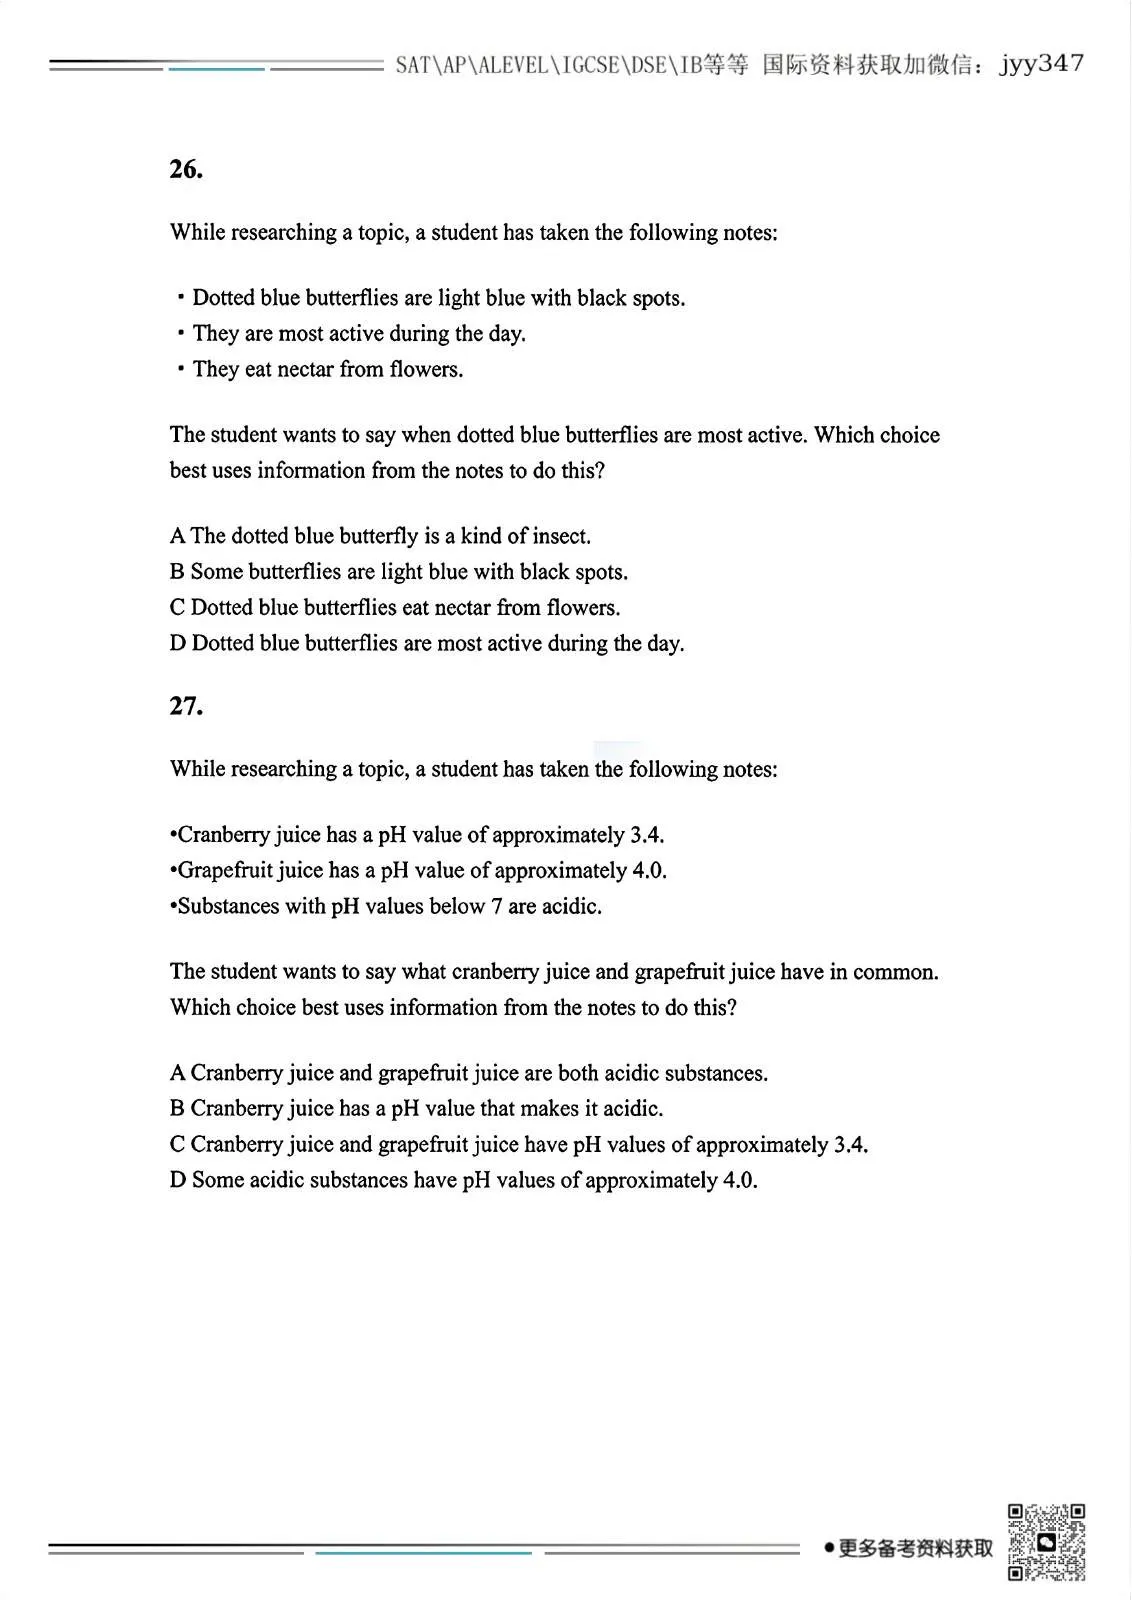 SAT\AP\ALEVEL\IGCSE\DSE\IB等等 国际资料获取加微信: jyy347
26.
While researching a topic, a student has taken the following notes:
• Dotted blue butterflies are light blue with black spots.
• They are most active during the day.
• They eat nectar from flowers.
The student wants to say when dotted blue butterflies are most active. Which choice
best uses information from the notes to do this?
A The dotted blue butterfly is a kind of insect.
B Some butterflies are light blue with black spots.
C Dotted blue butterflies eat nectar from flowers.
D Dotted blue butterflies are most active during the day.
27.
While researching a topic, a student has taken the following notes:
•Cranberry juice has a pH value of approximately 3.4.
•Grapefruit juice has a pH value of approximately 4.0.
•Substances with pH values below 7 are acidic.
The student wants to say what cranberry juice and grapefruit juice have in common.
Which choice best uses information from the notes to do this?
A Cranberry juice and grapefruit juice are both acidic substances.
B Cranberry juice has a pH value that makes it acidic.
C Cranberry juice and grapefruit juice have pH values of approximately 3.4.
D Some acidic substances have pH values of approximately 4.0.
•更多备考资料获取